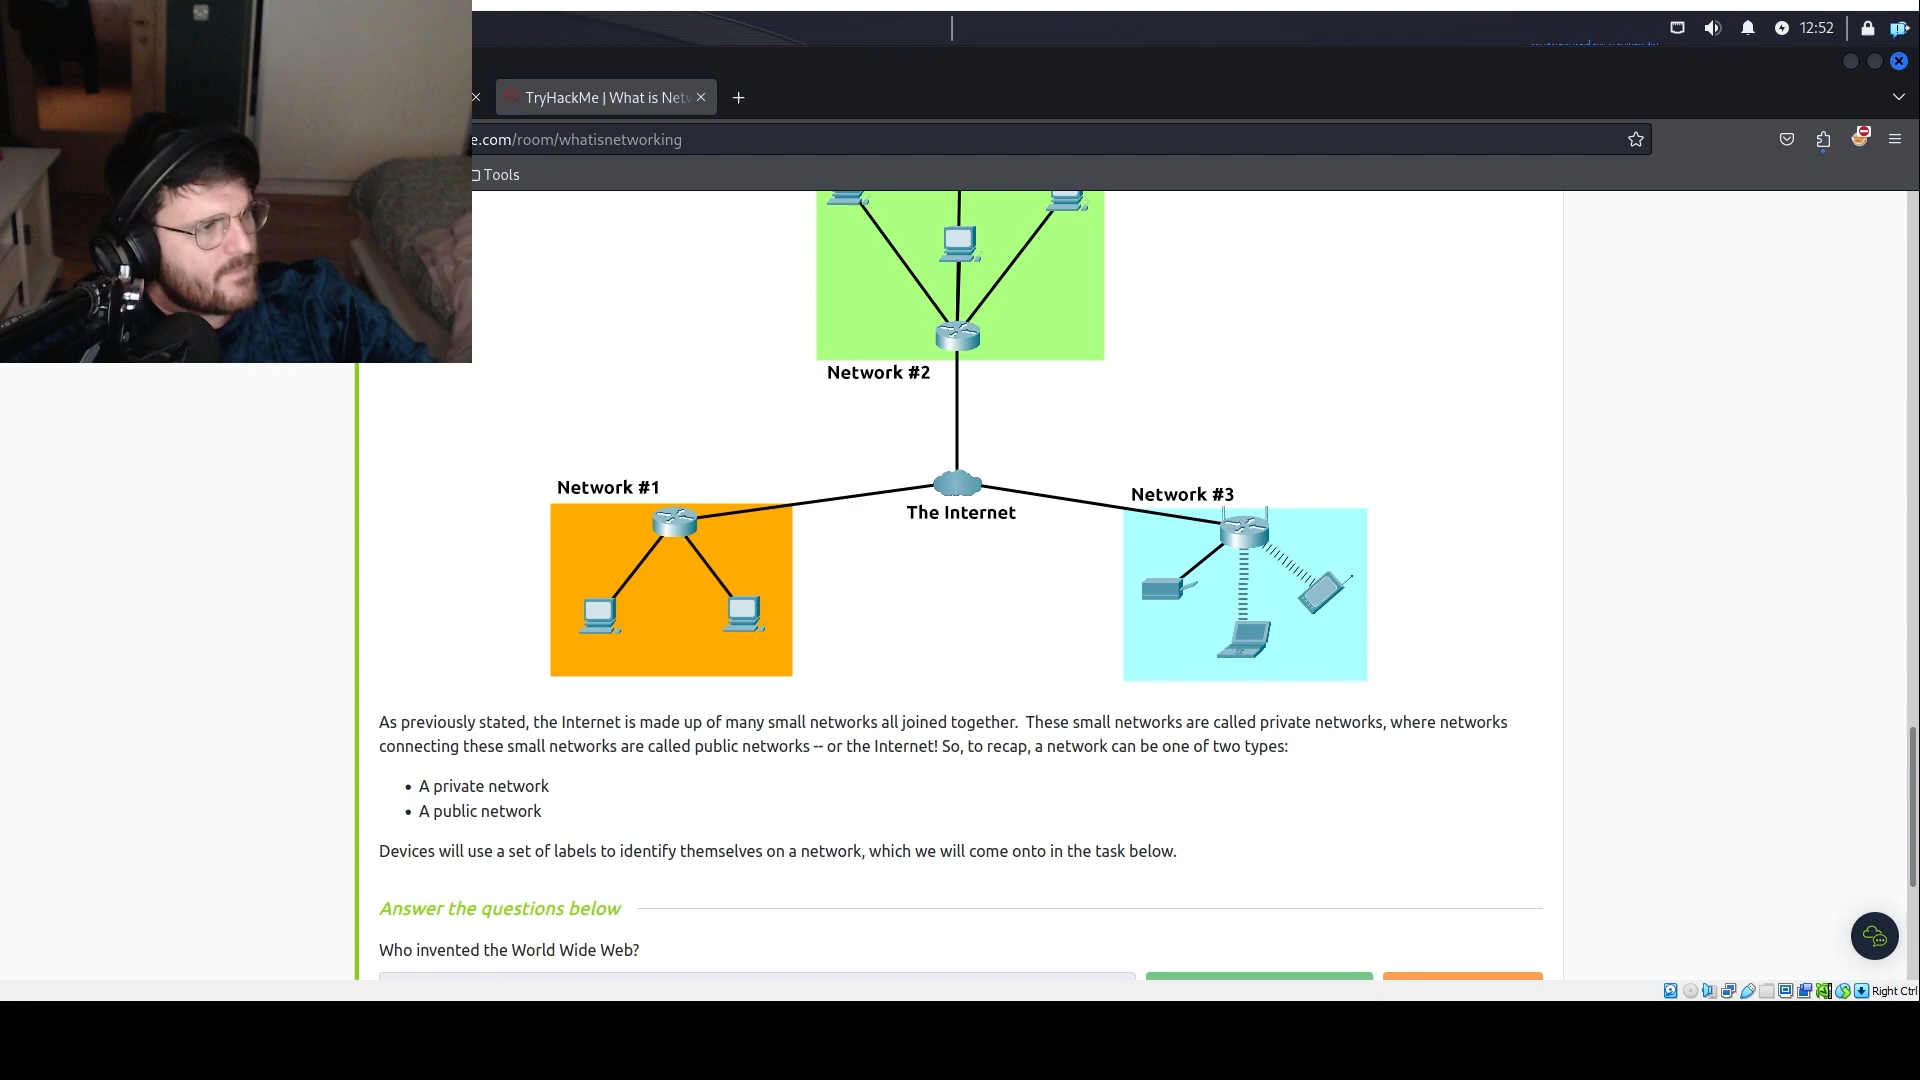 12:52
TryHackMe | What is Netw
e.com/room/whatisnetworking
Tools
Network #2
Network #1
The Internet
Network #3
As previously stated, the Internet is made up of many small networks all joined together.  These small networks are called private networks, where networks
connecting these small networks are called public networks -- or the Internet! So, to recap, a network can be one of two types:
• A private network
• A public network
Devices will use a set of labels to identify themselves on a network, which we will come onto in the task below.
Answer the questions below
Who invented the World Wide Web?
Right Ctrl